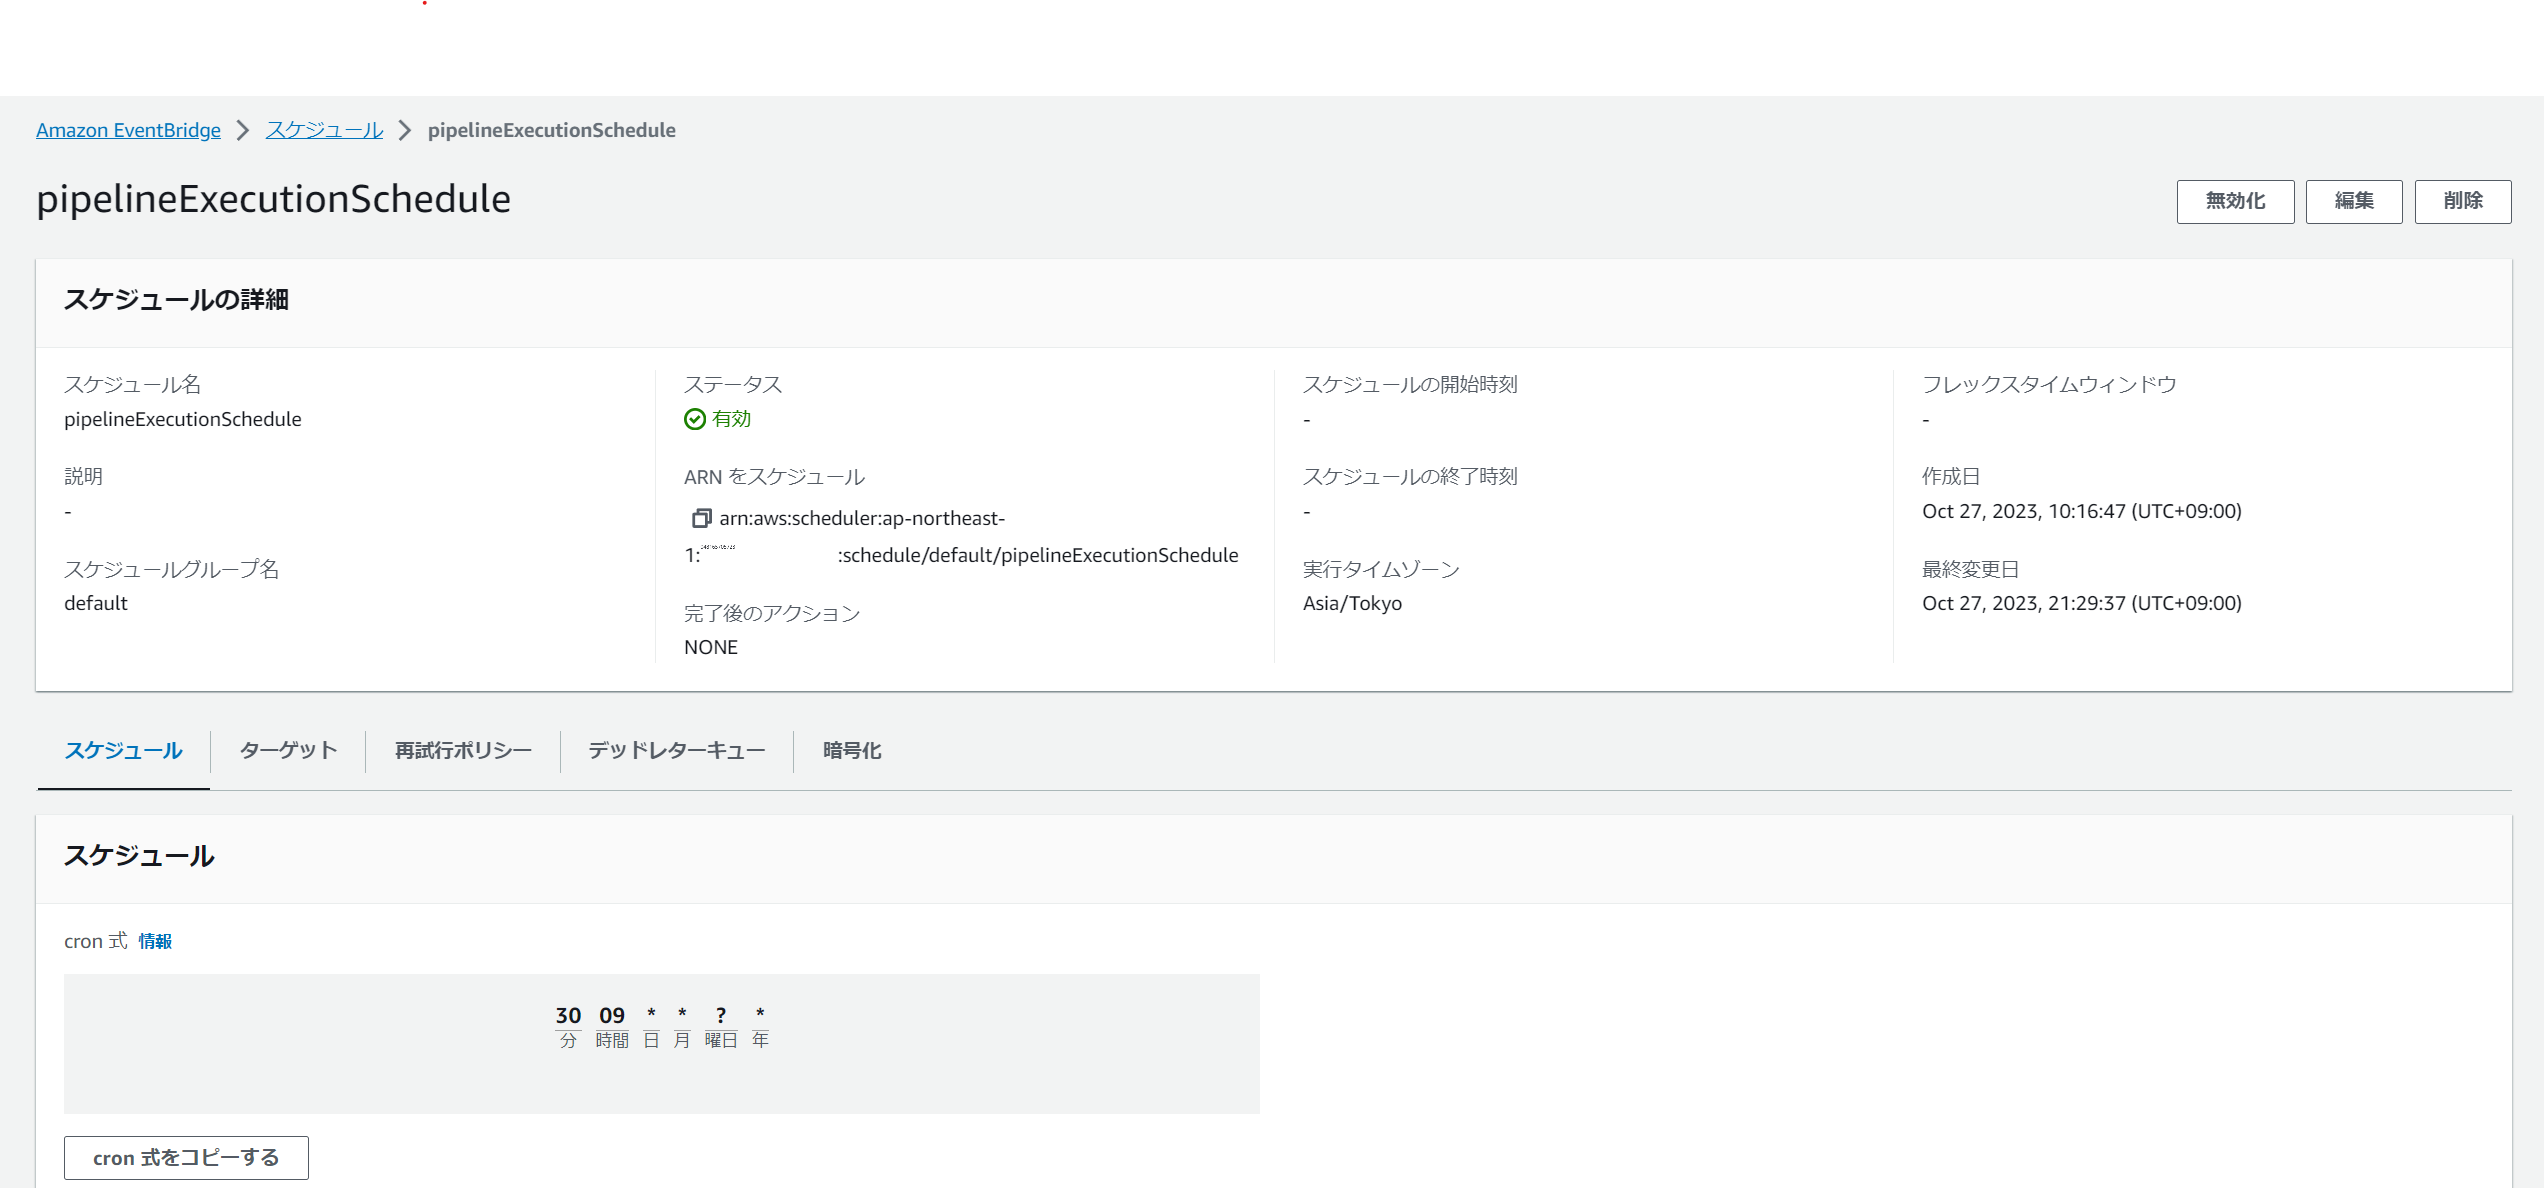 Amazon EventBridge > スケジュール > pipelineExecutionSchedule
pipelineExecutionSchedule
無効化 編集 削除
スケジュールの詳細
スケジュール名
pipelineExecutionSchedule
説明
-
スケジュールグループ名
default
ステータス
有効
ARN をスケジュール
arn:aws:scheduler:ap-northeast-
1: :schedule/default/pipelineExecutionSchedule
完了後のアクション
NONE
スケジュールの開始時刻
-
スケジュールの終了時刻
-
実行タイムゾーン
Asia/Tokyo
フレックスタイムウィンドウ
-
作成日
Oct 27, 2023, 10:16:47 (UTC+09:00)
最終変更日
Oct 27, 2023, 21:29:37 (UTC+09:00)
スケジュール ターゲット 再試行ポリシー デッドレターキュー 暗号化
スケジュール
cron 式 情報
30 09 * * ? *
分 時間 日 月 曜日 年
cron 式をコピーする